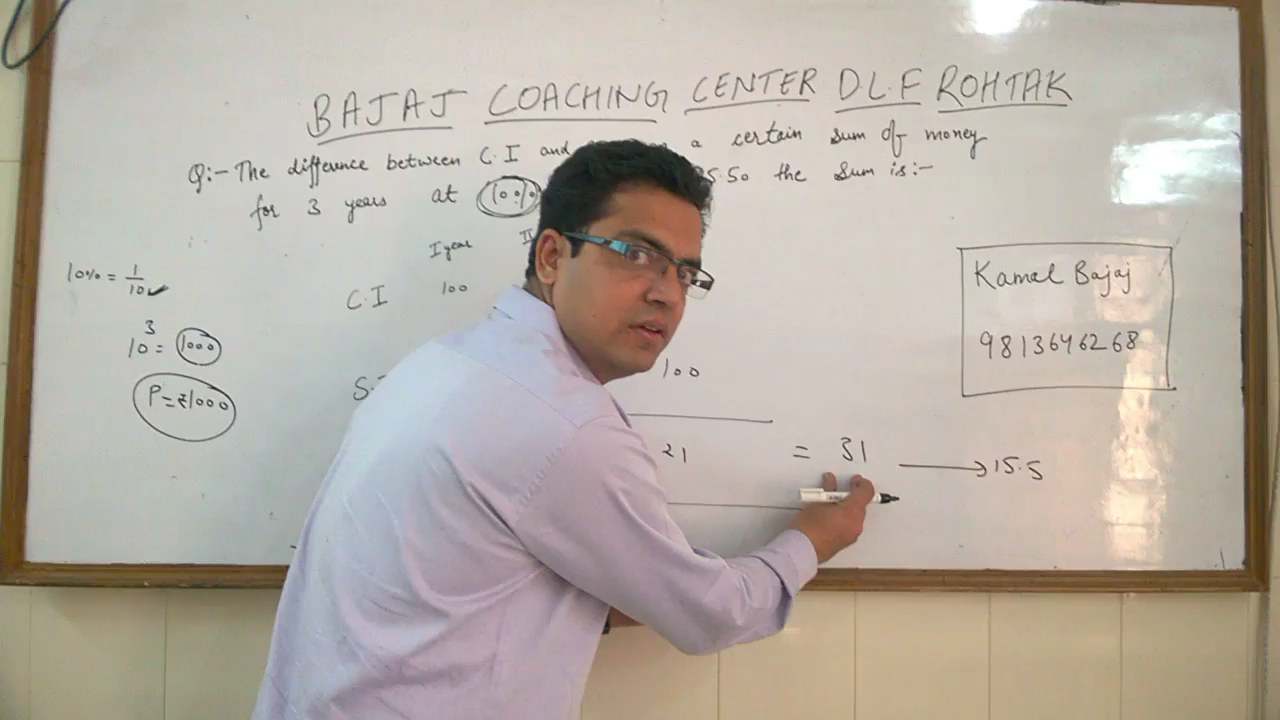 BAJAJ COACHING CENTER D.L.F ROHTAK
Q:- The difference between C.I and a certain sum of money
for 3 years at 10% 5.50 the sum is:-
I year II
10% = 1/10
C.I 100
3
10 = 1000
P = ₹1000
S.I 100
21 = 31 → 15.5
Kamal Bajaj
9813646268